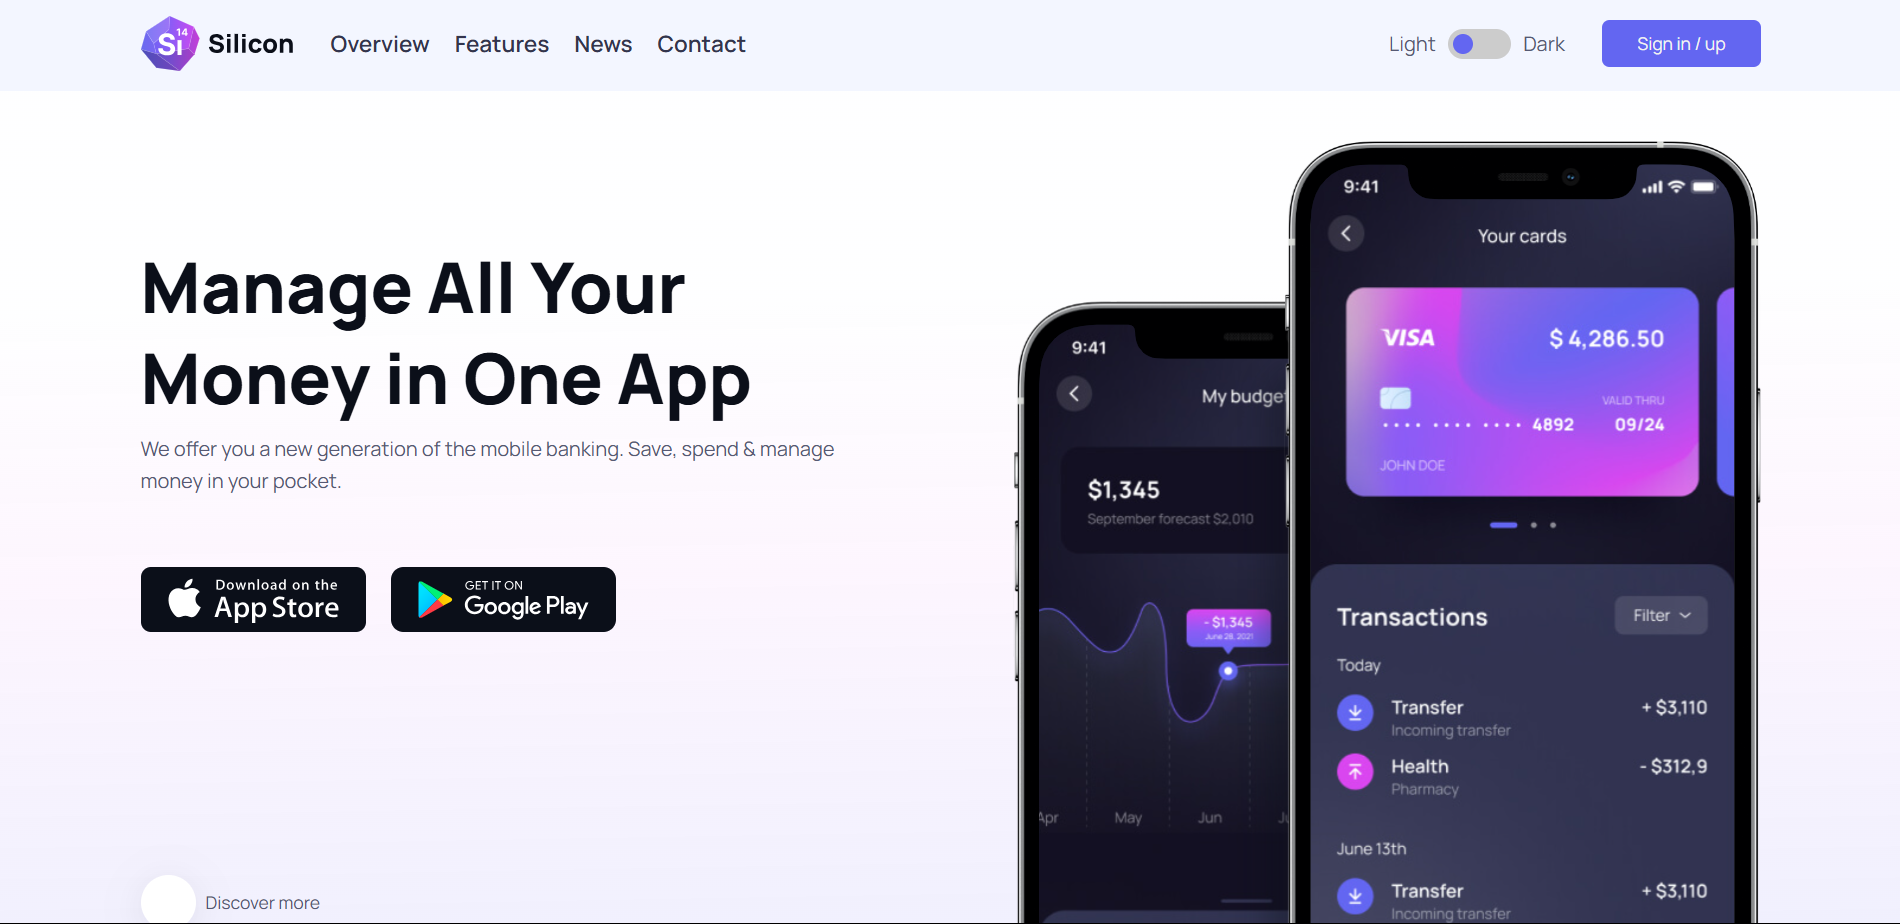 Si 14
Silicon
Overview
Features
News
Contact
Light
Dark
Sign in / up
Manage All Your
Money in One App
We offer you a new generation of the mobile banking. Save, spend & manage
money in your pocket.
Download on the
App Store
GET IT ON
Google Play
Discover more
9:41
My budget
$1,345
September forecast $2,010
- $1,345
June 28, 2021
Apr
May
Jun
9:41
Your cards
VISA
$ 4,286.50
VALID THRU
•••• •••• •••• 4892
09/24
JOHN DOE
Transactions
Filter
Today
Transfer
+ $3,110
Incoming transfer
Health
- $312,9
Pharmacy
June 13th
Transfer
+ $3,110
Incoming transfer